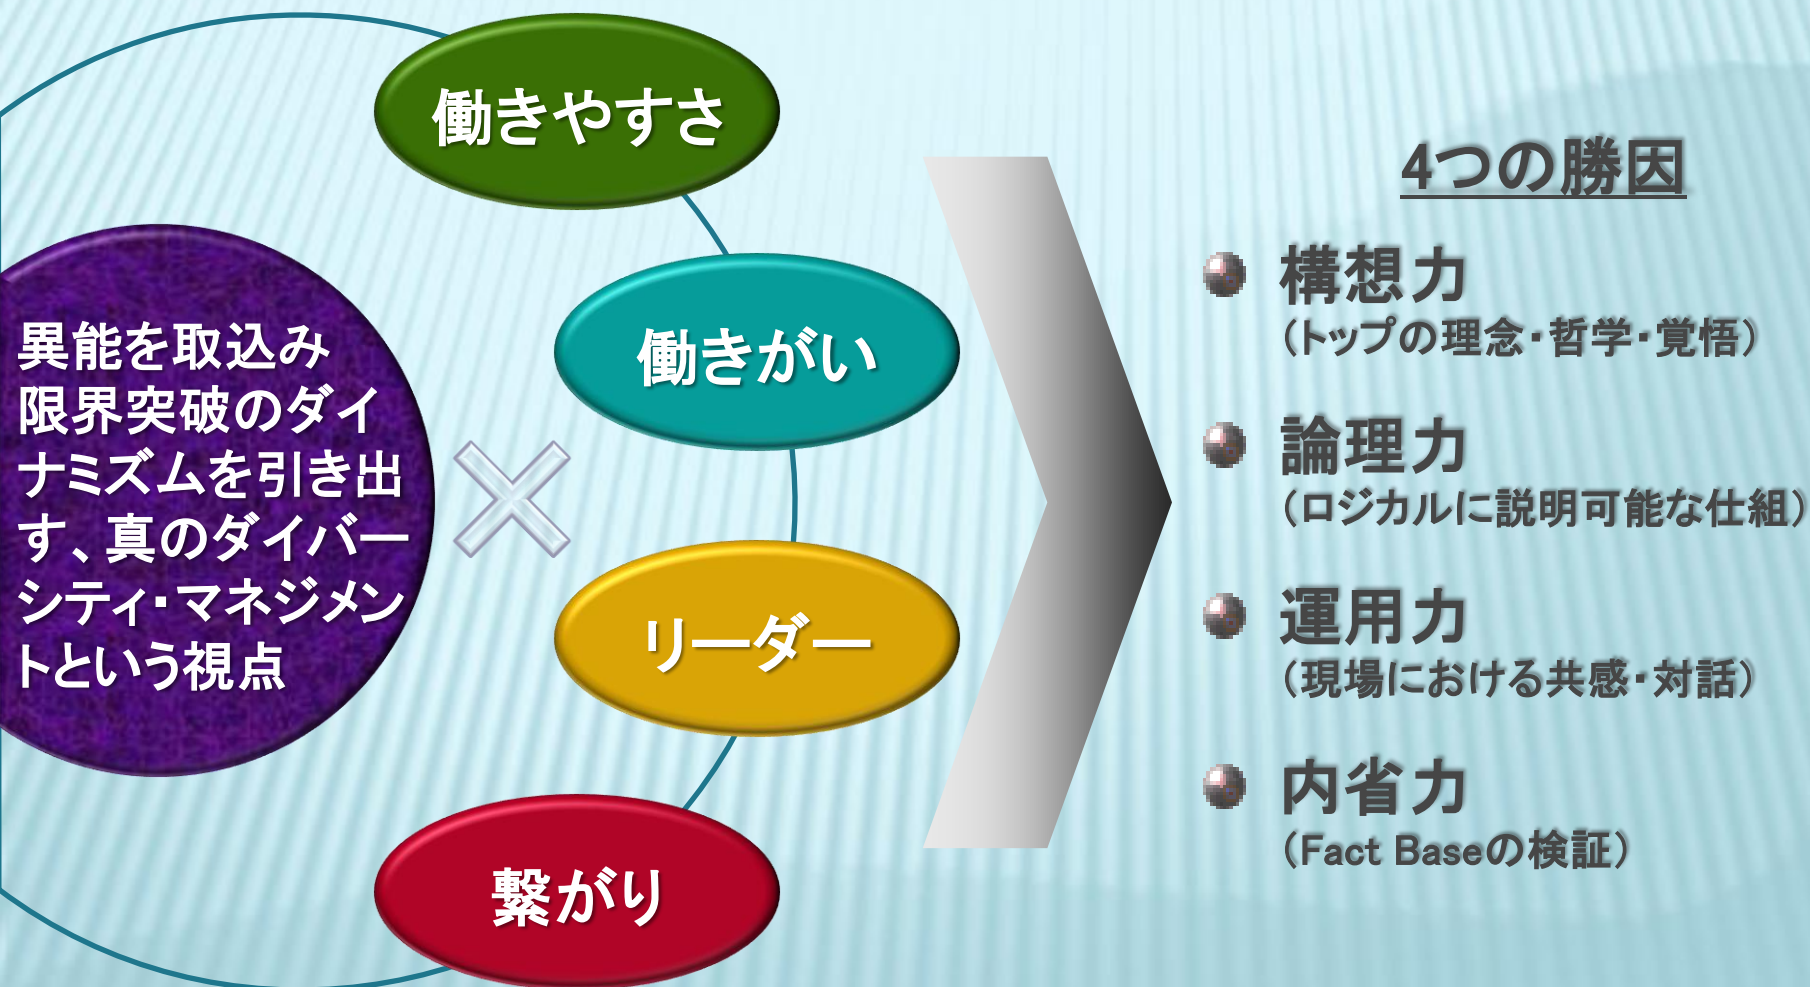 働きやすさ
異能を取込み
限界突破のダイ
ナミズムを引き出
す、真のダイバー
シティ・マネジメン
トという視点
働きがい
リーダー
繋がり
4つの勝因
構想力
（トップの理念・哲学・覚悟）
論理力
（ロジカルに説明可能な仕組）
運用力
（現場における共感・対話）
内省力
（Fact Baseの検証）